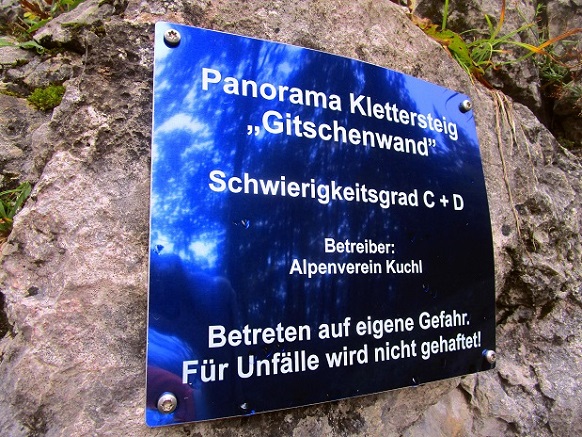 Panorama Klettersteig
„Gitschenwand”
Schwierigkeitsgrad C + D
Betreiber:
Alpenverein Kuchl
Betreten auf eigene Gefahr.
Für Unfälle wird nicht gehaftet!